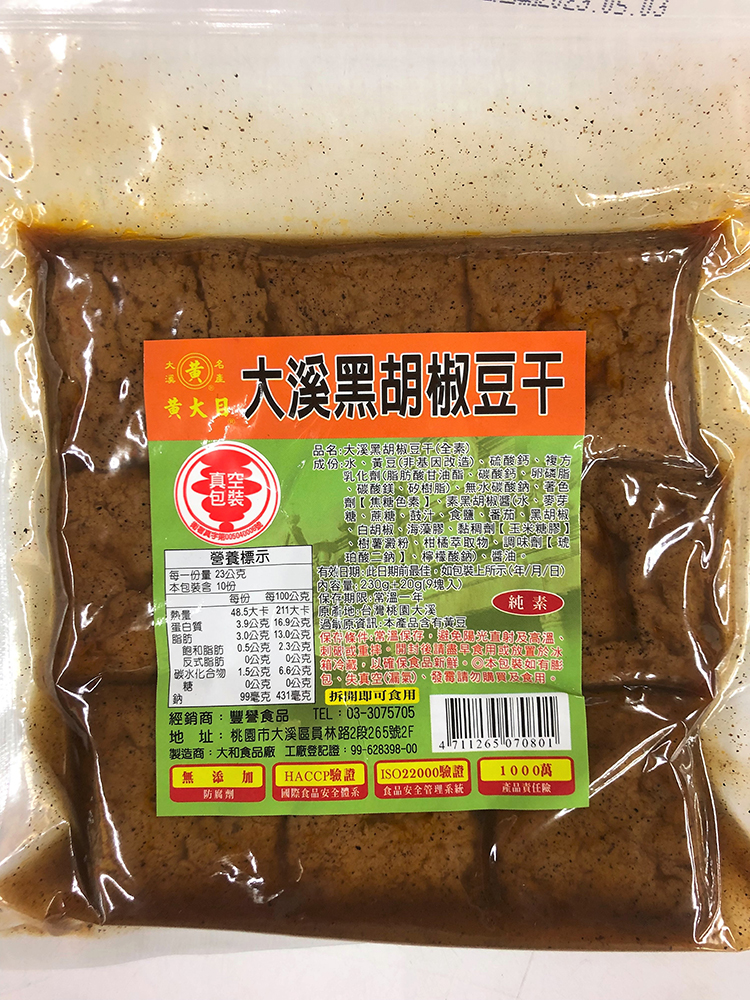 2023.05.03
大溪 黃 名產
黃大目
大溪黑胡椒豆干
真空
包裝
品名:大溪黑胡椒豆干(全素)
成份:水、黃豆(非基因改造)、硫酸鈣、複方
乳化劑(脂肪酸甘油酯、碳酸鈣、卵磷脂
、碳酸鎂、矽樹脂)、無水碳酸鈉、著色
劑【焦糖色素】、素黑胡椒醬(水、麥芽
糖、蔗糖、豉汁、食鹽、番茄、黑胡椒
、白胡椒、海藻膠、黏稠劑【玉米糖膠】
、樹薯澱粉、柑橘萃取物、調味劑【琥
珀酸二鈉】、檸檬酸鈉)、醬油。
有效日期:此日期前最佳。如包裝上所示(年/月/日)
內容量:230g±20g(9塊入)
保存期限:常溫一年
原產地:台灣桃園大溪
過敏原資訊:本產品含有黃豆
純素
保存條件:常溫保存,避免陽光直射及高溫、
刺破或重摔。開封後請盡早食用或放置於冰
箱冷藏,以確保食品新鮮。◎本包裝如有膨
包、失真空(漏氣)、發霉請勿購買及食用。
營養標示
每一份量 23公克
本包裝含 10份
每份 每100公克
熱量 48.5大卡 211大卡
蛋白質 3.9公克 16.9公克
脂肪 3.0公克 13.0公克
飽和脂肪 0.5公克 2.3公克
反式脂肪 0公克 0公克
碳水化合物 1.5公克 6.6公克
糖 0公克 0公克
鈉 99毫克 431毫克
拆開即可食用
經銷商:豐譽食品 TEL:03-3075705
地 址:桃園市大溪區員林路2段265號2F
製造商:大和食品廠 工廠登記證:99-628398-00
4 711265 070801
無添加
防腐劑
HACCP驗證
國際食品安全體系
ISO22000驗證
食品安全管理系統
1000萬
產品責任險